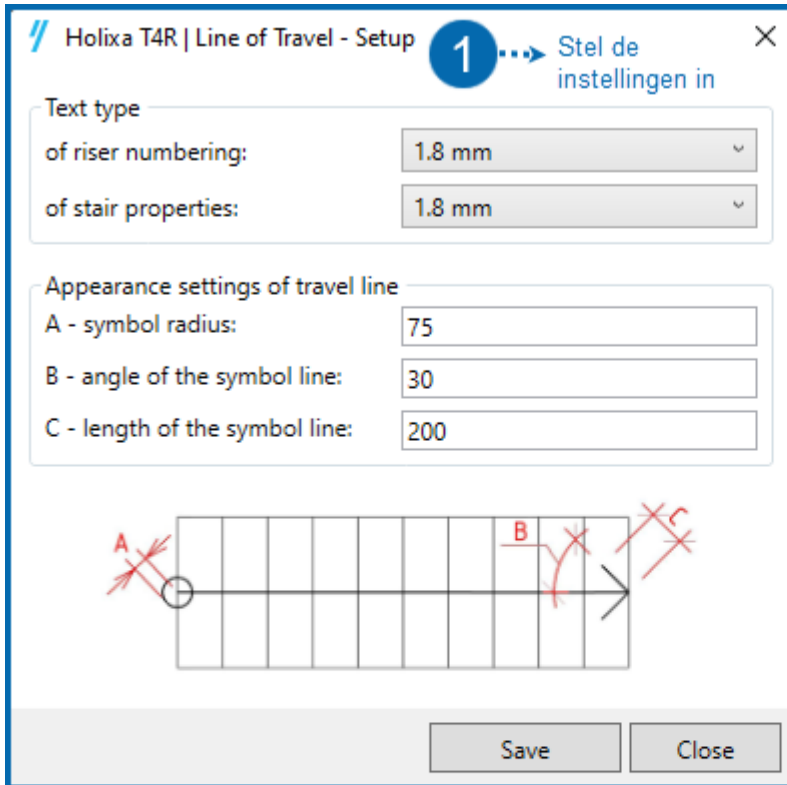 Holixa T4R | Line of Travel - Setup
1
Stel de
instellingen in
Text type
of riser numbering:
1.8 mm
of stair properties:
1.8 mm
Appearance settings of travel line
A - symbol radius:
75
B - angle of the symbol line:
30
C - length of the symbol line:
200
A
B
C
Save
Close